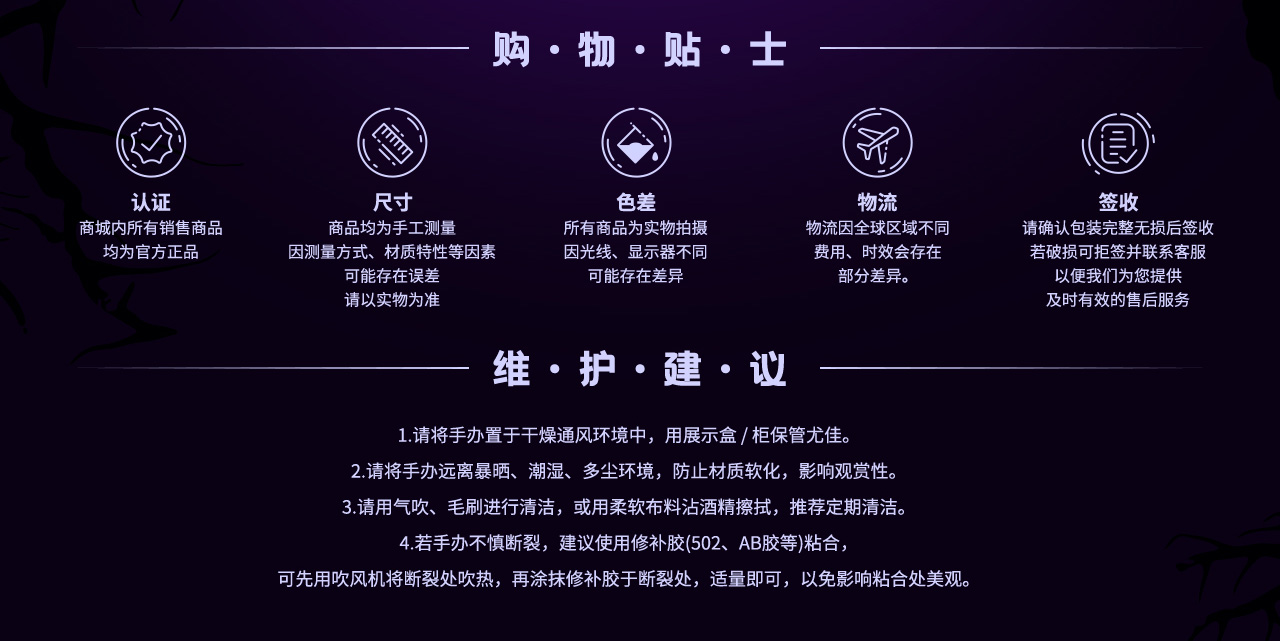 购·物·贴·士
认证
商城内所有销售商品
均为官方正品
尺寸
商品均为手工测量
因测量方式、材质特性等因素
可能存在误差
请以实物为准
色差
所有商品为实物拍摄
因光线、显示器不同
可能存在差异
物流
物流因全球区域不同
费用、时效会存在
部分差异。
签收
请确认包装完整无损后签收
若破损可拒签并联系客服
以便我们为您提供
及时有效的售后服务
维·护·建·议
1.请将手办置于干燥通风环境中，用展示盒 / 柜保管尤佳。
2.请将手办远离暴晒、潮湿、多尘环境，防止材质软化，影响观赏性。
3.请用气吹、毛刷进行清洁，或用柔软布料沾酒精擦拭，推荐定期清洁。
4.若手办不慎断裂，建议使用修补胶(502、AB胶等)粘合，
可先用吹风机将断裂处吹热，再涂抹修补胶于断裂处，适量即可，以免影响粘合处美观。